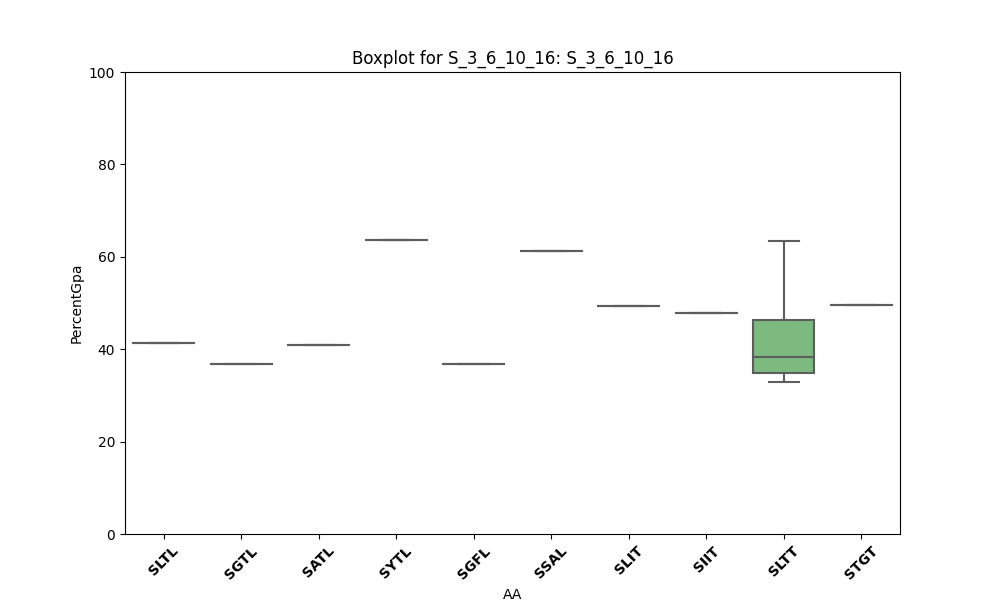 Boxplot for S_3_6_10_16: S_3_6_10_16
PercentGpa
100
80
60
40
20
0
SLTL SGTL SATL SYTL SGFL SSAL SLIT SIIT SLTT STGT
AA